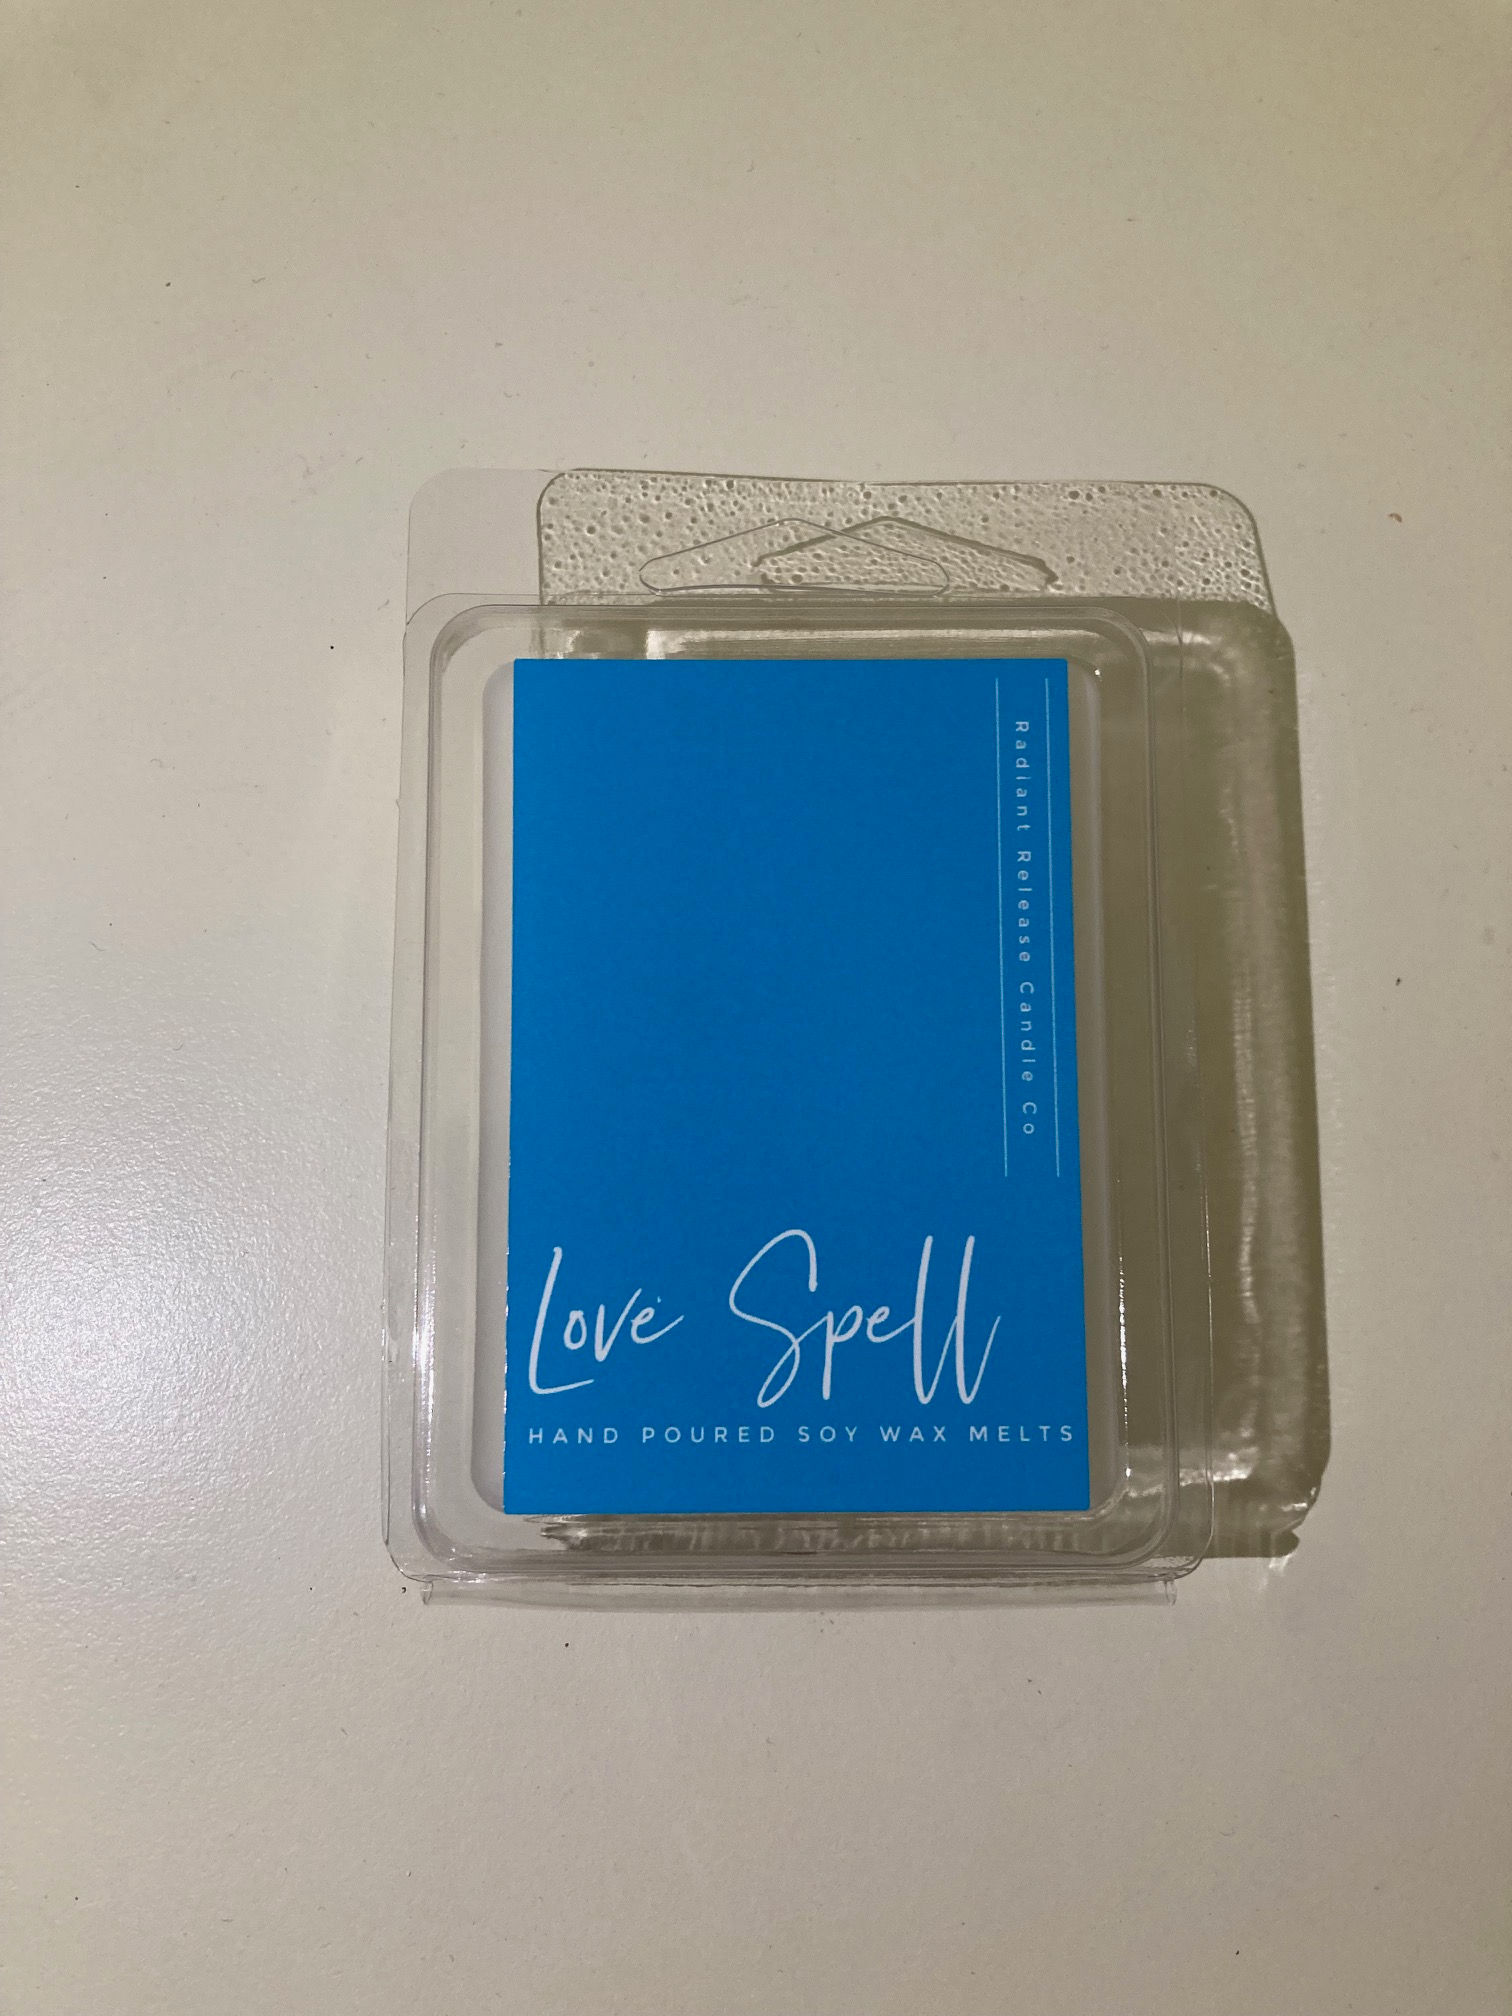 Radiant Release Candle Co
Love Spell
HAND POURED SOY WAX MELTS